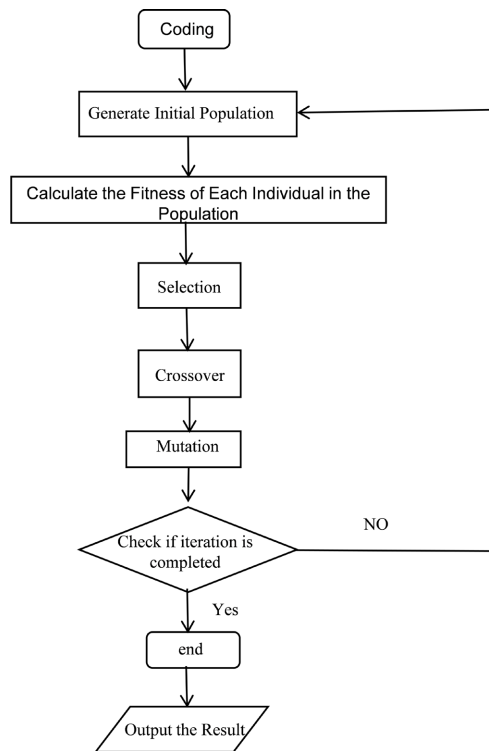 Coding
Generate Initial Population
Calculate the Fitness of Each Individual in the
Population
Selection
Crossover
Mutation
Check if iteration is
completed
NO
Yes
end
Output the Result